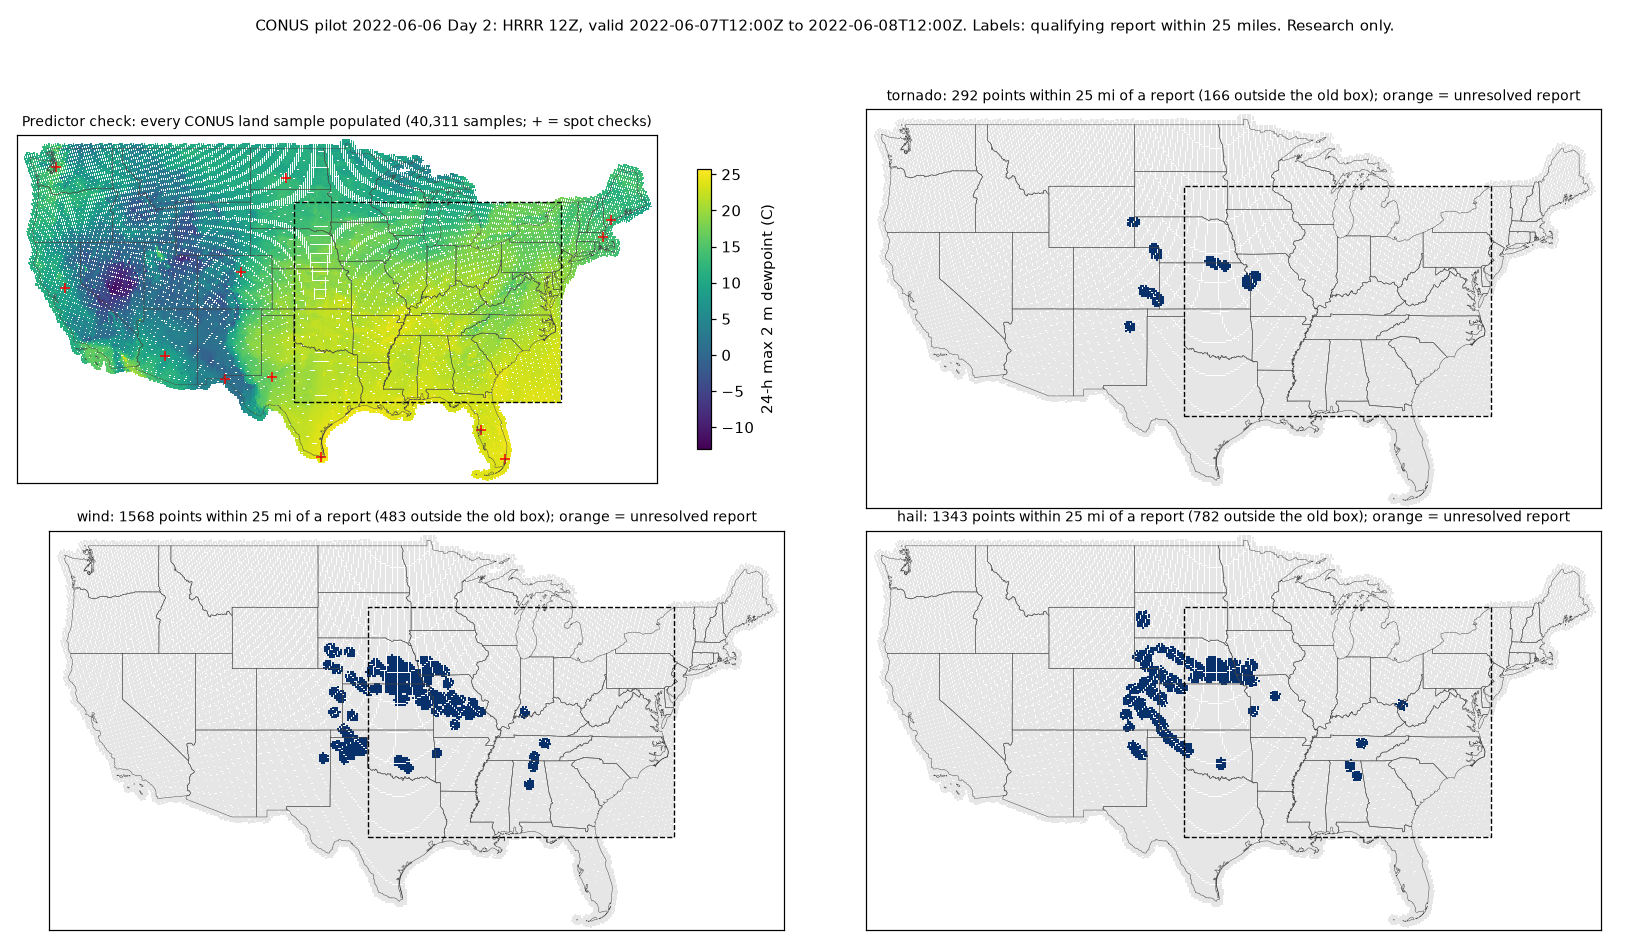 CONUS pilot 2022-06-06 Day 2: HRRR 12Z, valid 2022-06-07T12:00Z to 2022-06-08T12:00Z. Labels: qualifying report within 25 miles. Research only.
Predictor check: every CONUS land sample populated (40,311 samples; + = spot checks)
25
20
15
10
5
0
−5
−10
24-h max 2 m dewpoint (C)
tornado: 292 points within 25 mi of a report (166 outside the old box); orange = unresolved report
wind: 1568 points within 25 mi of a report (483 outside the old box); orange = unresolved report
hail: 1343 points within 25 mi of a report (782 outside the old box); orange = unresolved report